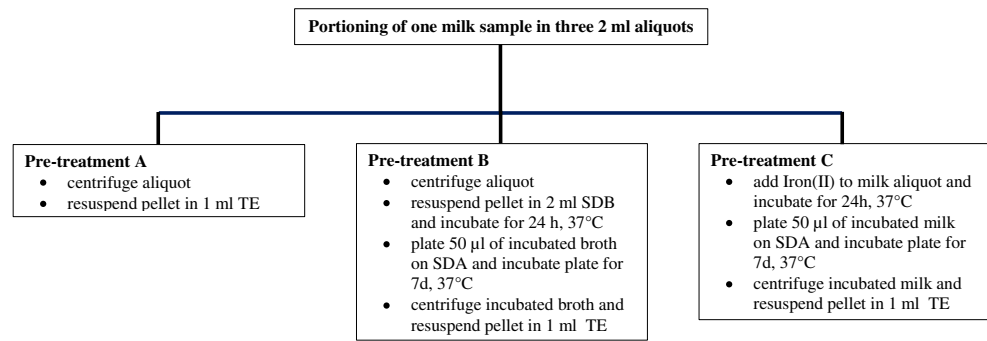 Portioning of one milk sample in three 2 ml aliquots
Pre-treatment A
• centrifuge aliquot
• resuspend pellet in 1 ml TE
Pre-treatment B
• centrifuge aliquot
• resuspend pellet in 2 ml SDB
and incubate for 24 h, 37°C
• plate 50 µl of incubated broth
on SDA and incubate plate for
7d, 37°C
• centrifuge incubated broth and
resuspend pellet in 1 ml TE
Pre-treatment C
• add Iron(II) to milk aliquot and
incubate for 24h, 37°C
• plate 50 µl of incubated milk
on SDA and incubate plate for
7d, 37°C
• centrifuge incubated milk and
resuspend pellet in 1 ml TE